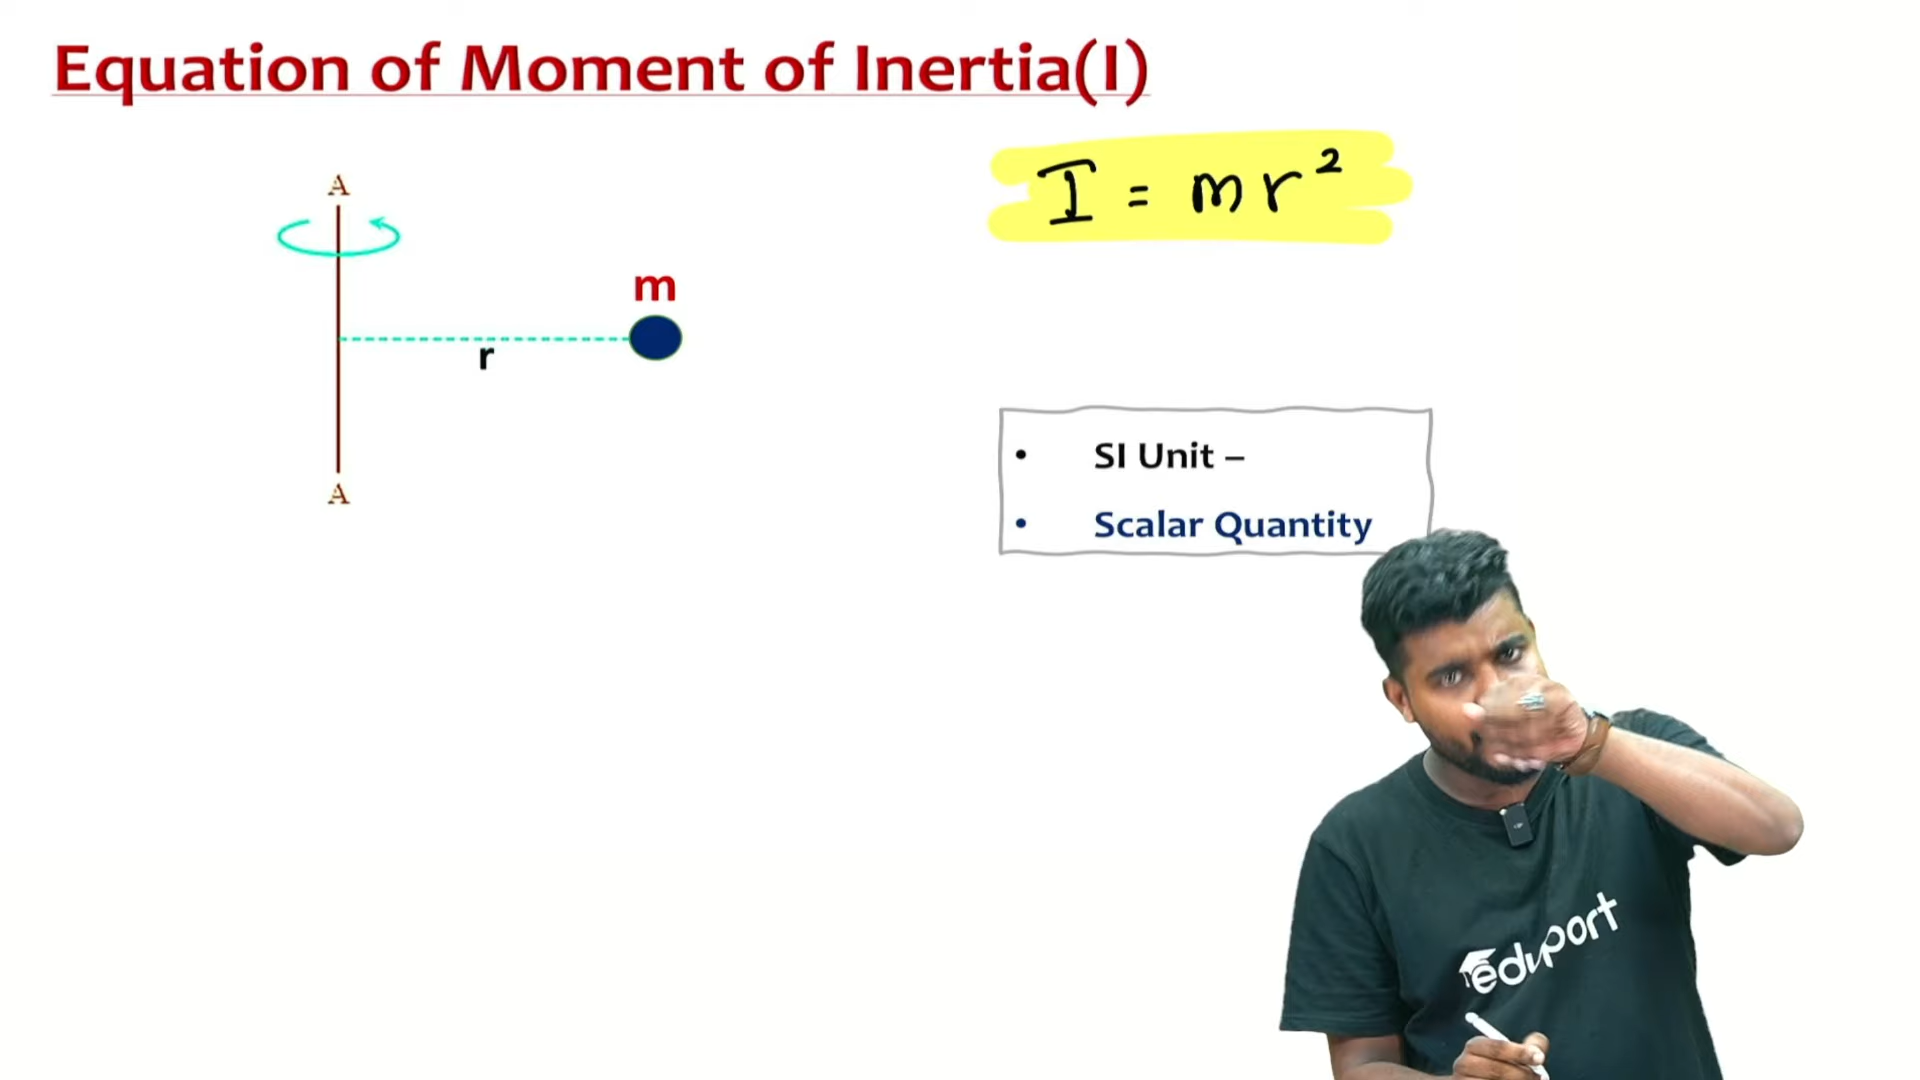 Equation of Moment of Inertia(I)
A
I = mr²
m
r
A
• SI Unit –
• Scalar Quantity
eduport